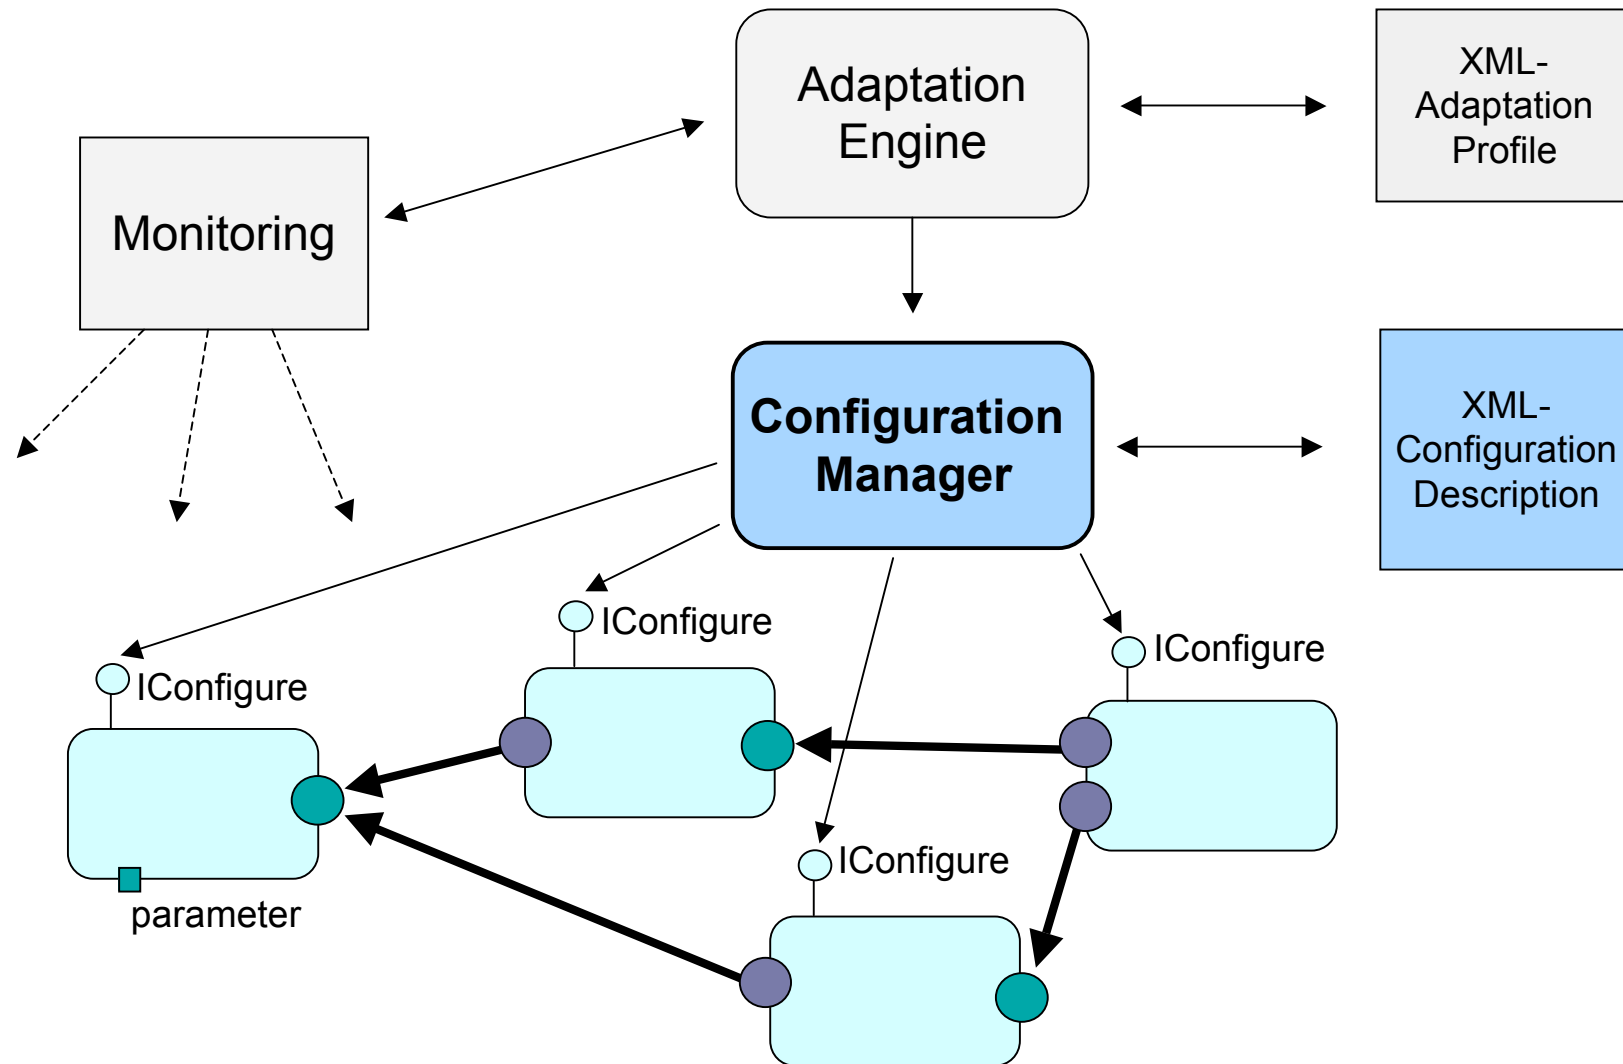 Adaptation
Engine
XML-
Adaptation
Profile
Monitoring
Configuration
Manager
XML-
Configuration
Description
IConfigure
IConfigure
IConfigure
IConfigure
parameter